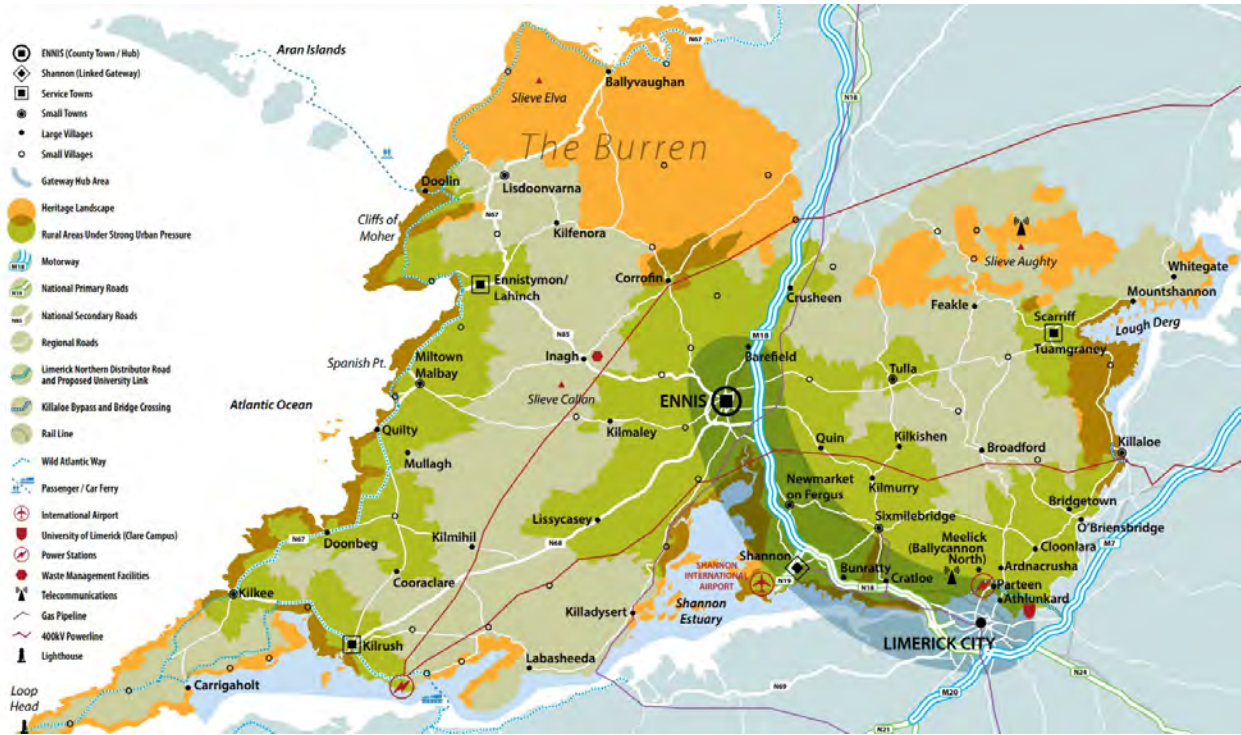 ENNIS (County Town / Hub)
Shannon (Linked Gateway)
Service Towns
Small Towns
Large Villages
Small Villages
Gateway Hub Area
Heritage Landscape
Rural Areas Under Strong Urban Pressure
M18
Motorway
N19
National Primary Roads
N85
National Secondary Roads
Regional Roads
Limerick Northern Distributor Road
and Proposed University Link
Killaloe Bypass and Bridge Crossing
Rail Line
Wild Atlantic Way
Passenger / Car Ferry
International Airport
University of Limerick (Clare Campus)
Power Stations
Waste Management Facilities
Telecommunications
Gas Pipeline
400kV Powerline
Lighthouse
Loop
Head
Aran Islands
N67
N18
Ballyvaughan
Slieve Elva
The Burren
Doolin
Lisdoonvarna
Cliffs of
Moher
N67
Kilfenora
Slieve Aughty
Ennistymon/
Lahinch
Corrofin
Crusheen
Feakle
Whitegate
Mountshannon
Scarriff
Tuamgraney
Lough Derg
N85
M18
Spanish Pt.
Miltown
Malbay
Inagh
Barefield
Slieve Callan
Tulla
Atlantic Ocean
ENNIS
Quilty
Kilmaley
Quin
Kilkishen
Broadford
Killaloe
Mullagh
Newmarket
on Fergus
Kilmurry
Bridgetown
O'Briensbridge
Lissycasey
Sixmilebridge
M7
N67
Doonbeg
Kilmihil
N68
Meelick
(Ballycannon
North)
Cloonlara
Shannon
Ardnacrusha
Cooraclare
SHANNON
INTERNATIONAL
AIRPORT
N19
Bunratty
Cratloe
N18
Parteen
Athlunkard
Kilkee
Killadysert
Shannon
Estuary
LIMERICK CITY
Kilrush
Labasheeda
Carrigaholt
N69
M20
N24
N21